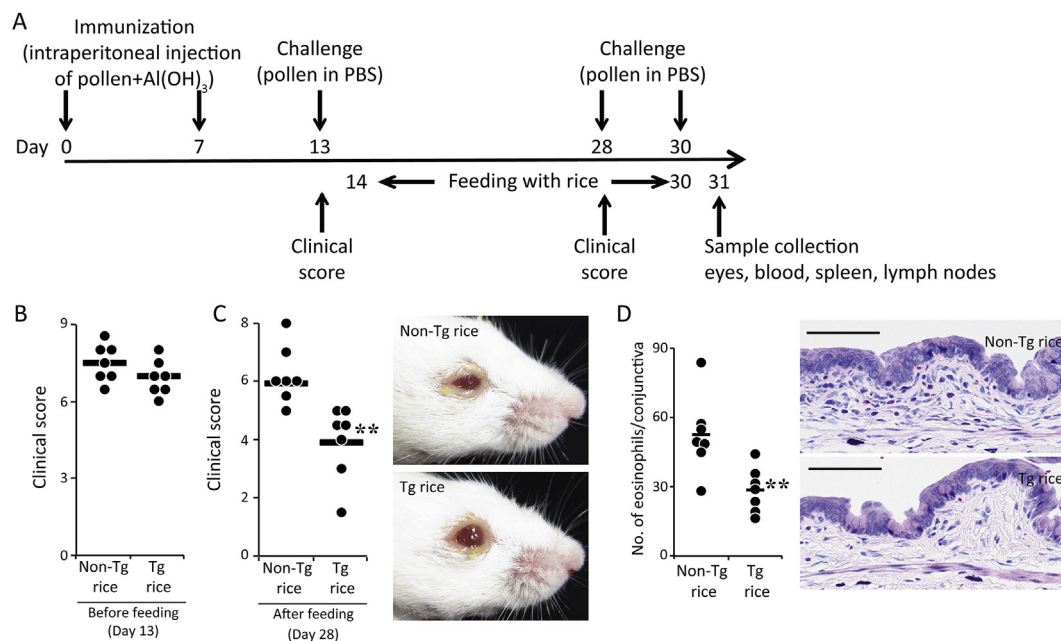 A
Immunization
(intraperitoneal injection
of pollen+Al(OH)3)
Challenge
(pollen in PBS)
Challenge
(pollen in PBS)
Day 0 7 13 28 30
14 Feeding with rice 30 31
Clinical
score
Clinical
score
Sample collection
eyes, blood, spleen, lymph nodes
B
Clinical score
9
6
3
0
Non-Tg
rice
Tg
rice
Before feeding
(Day 13)
C
Clinical score
8
6
4
2
0
**
Non-Tg
rice
Tg
rice
After feeding
(Day 28)
Non-Tg rice
Tg rice
D
No. of eosinophils/conjunctiva
90
60
30
0
**
Non-Tg
rice
Tg
rice
Non-Tg rice
Tg rice